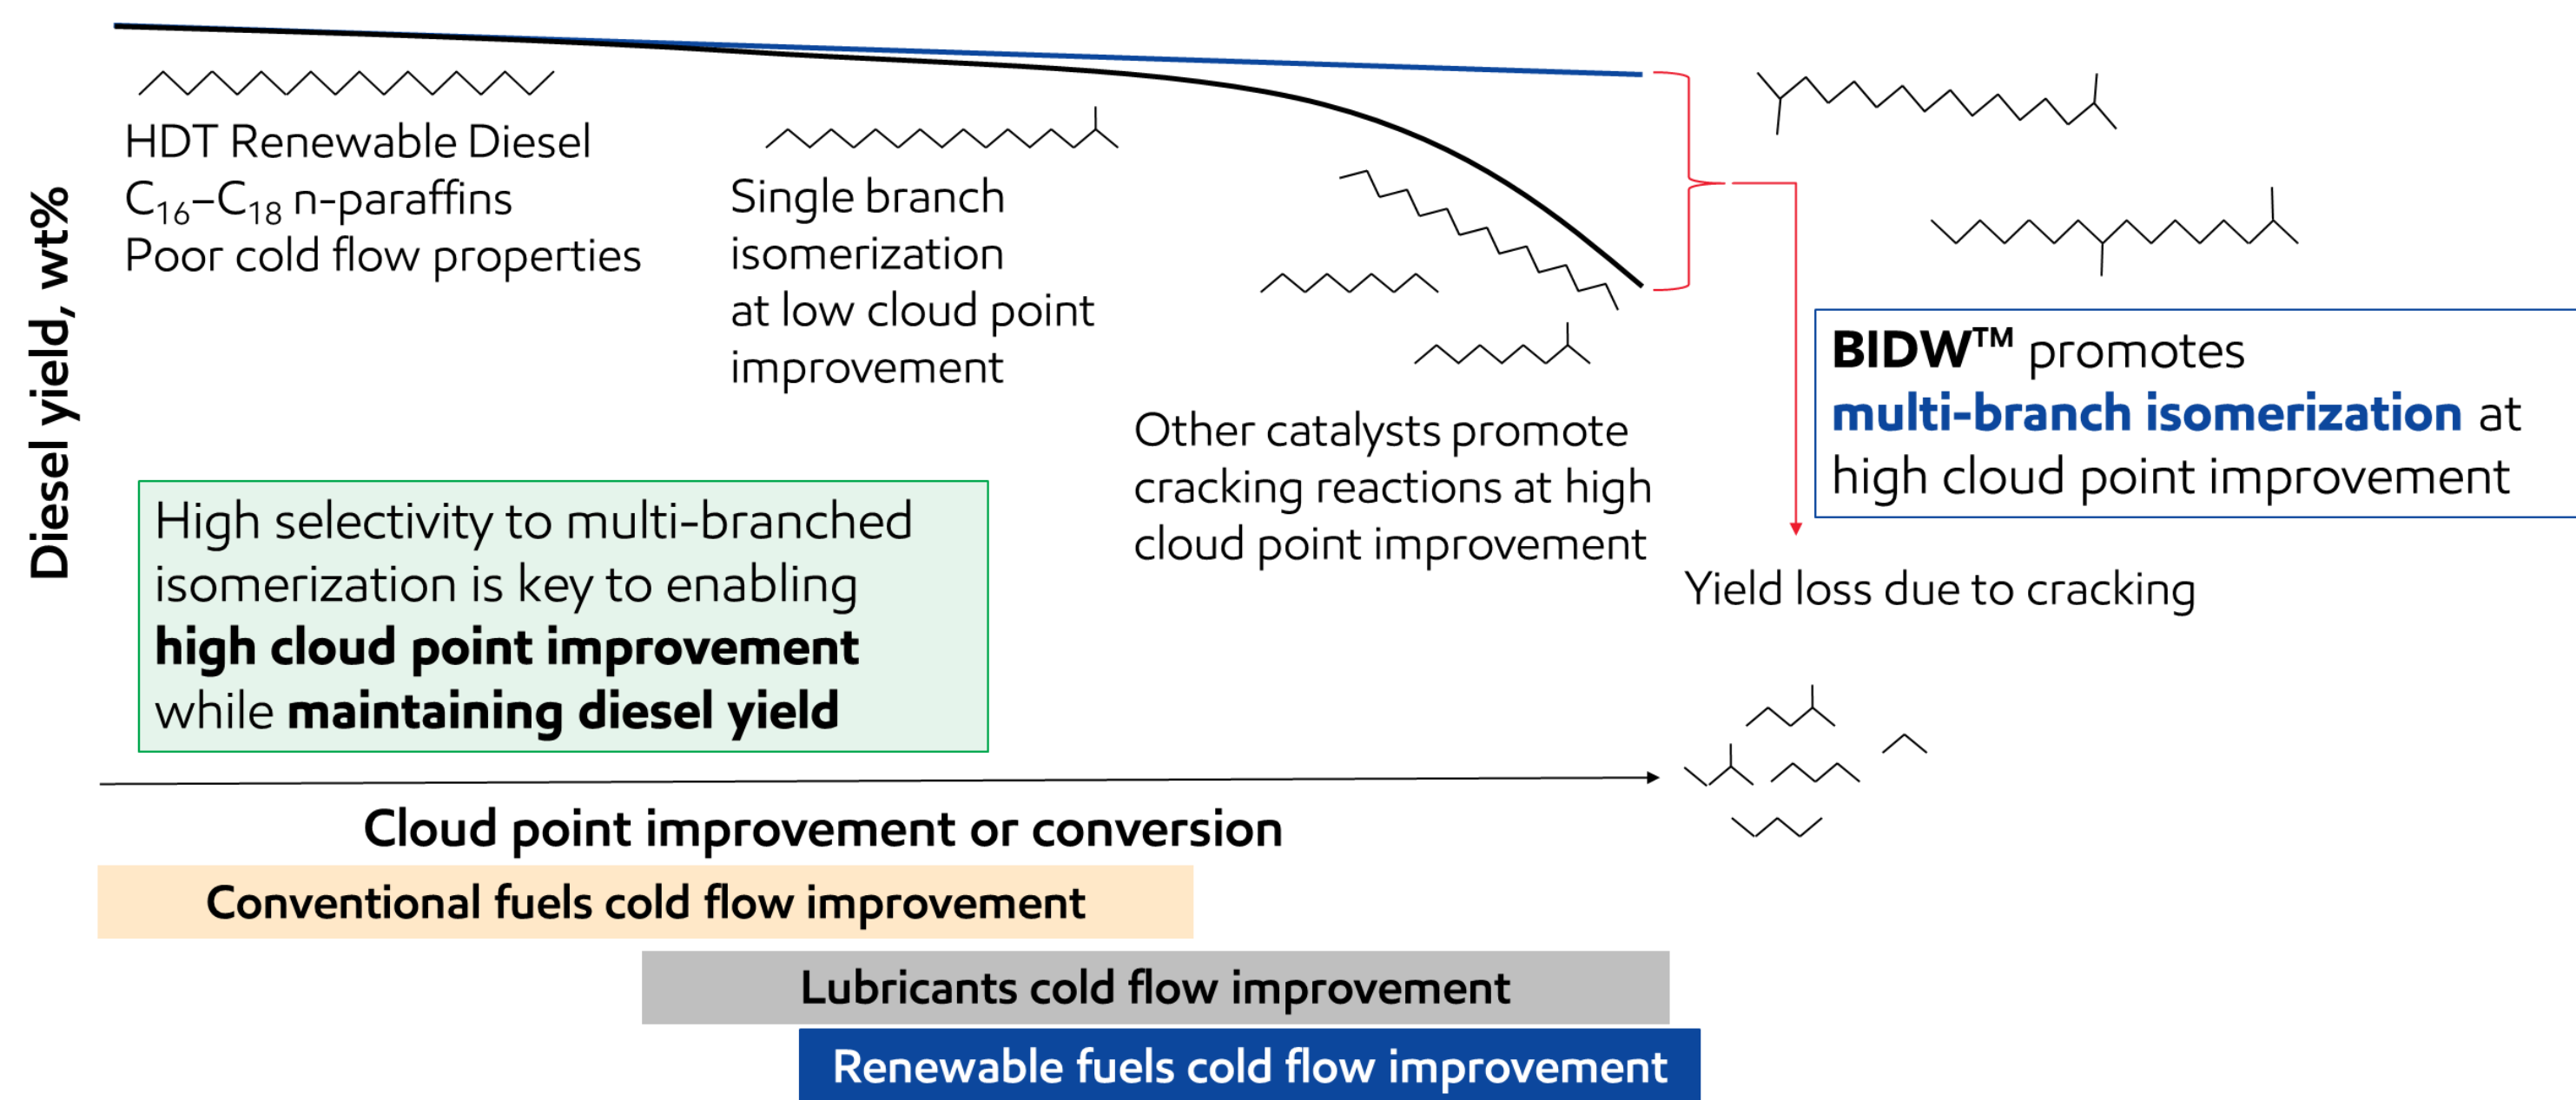 Diesel yield, wt%
HDT Renewable Diesel
C₁₆–C₁₈ n-paraffins
Poor cold flow properties
Single branch
isomerization
at low cloud point
improvement
Other catalysts promote
cracking reactions at high
cloud point improvement
BIDW™ promotes
multi-branch isomerization at
high cloud point improvement
Yield loss due to cracking
High selectivity to multi-branched
isomerization is key to enabling
high cloud point improvement
while maintaining diesel yield
Cloud point improvement or conversion
Conventional fuels cold flow improvement
Lubricants cold flow improvement
Renewable fuels cold flow improvement